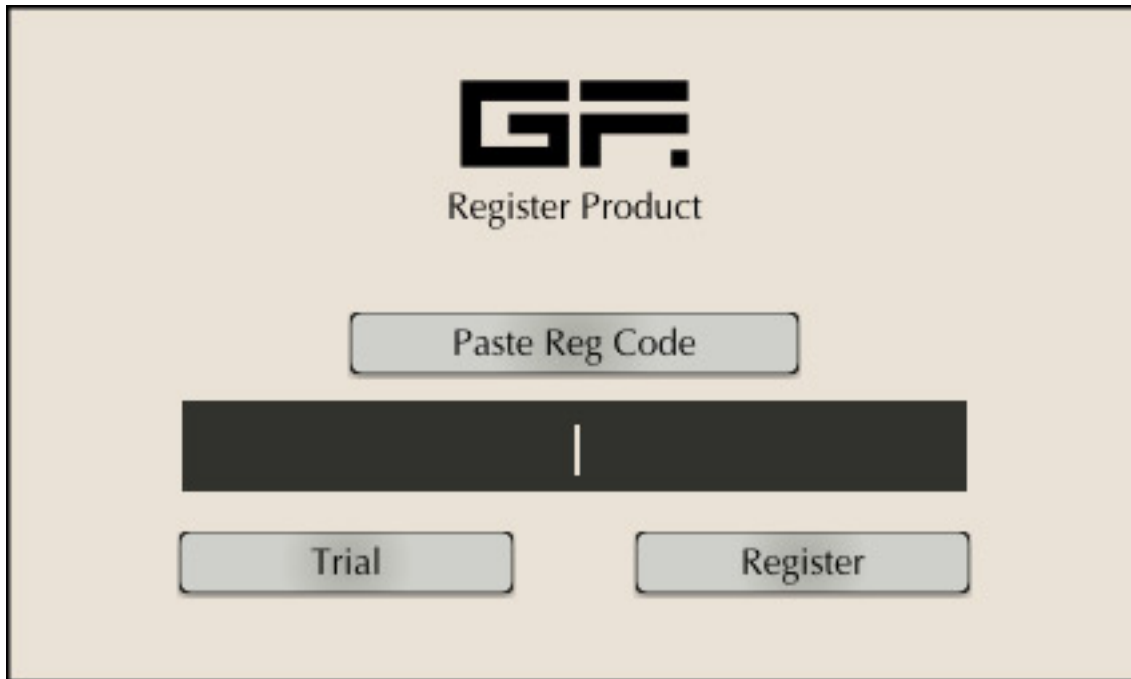 GF.
Register Product
Paste Reg Code
Trial
Register